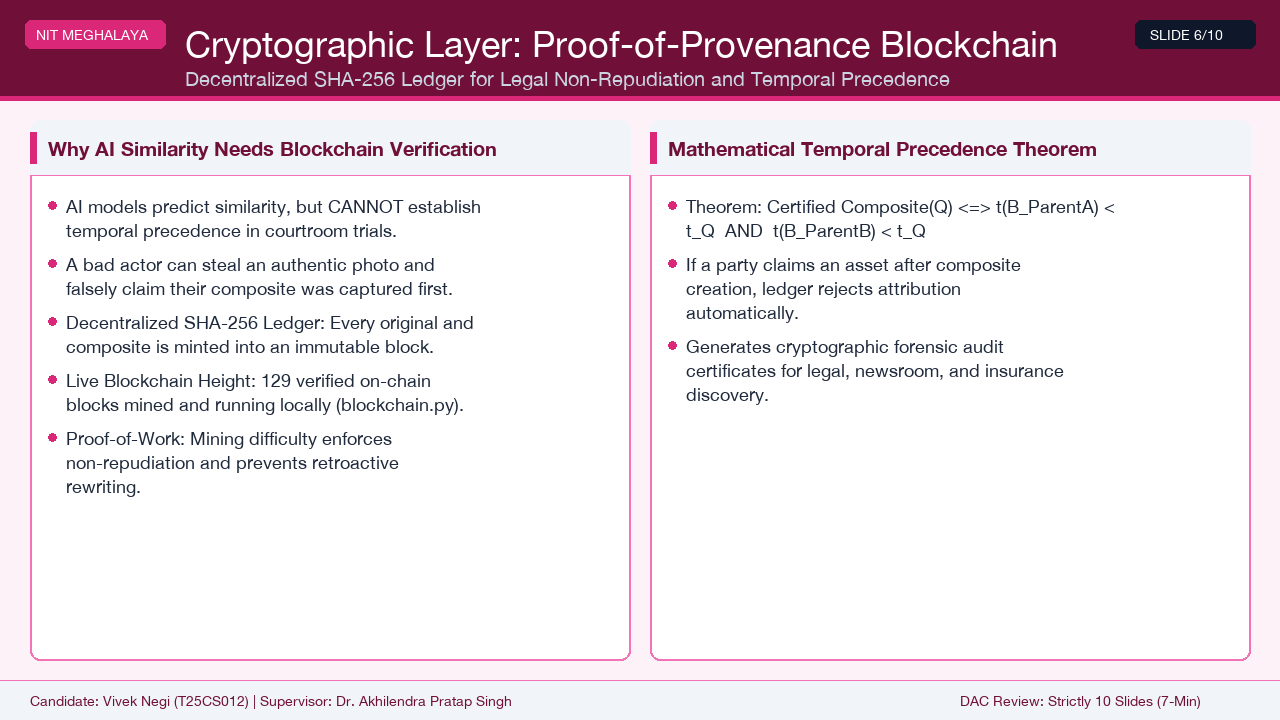 NIT MEGHALAYA
Cryptographic Layer: Proof-of-Provenance Blockchain
SLIDE 6/10
Decentralized SHA-256 Ledger for Legal Non-Repudiation and Temporal Precedence
Why AI Similarity Needs Blockchain Verification
AI models predict similarity, but CANNOT establish
temporal precedence in courtroom trials.
A bad actor can steal an authentic photo and
falsely claim their composite was captured first.
Decentralized SHA-256 Ledger: Every original and
composite is minted into an immutable block.
Live Blockchain Height: 129 verified on-chain
blocks mined and running locally (blockchain.py).
Proof-of-Work: Mining difficulty enforces
non-repudiation and prevents retroactive
rewriting.
Mathematical Temporal Precedence Theorem
Theorem: Certified Composite(Q) <=> t(B_ParentA) <
t_Q  AND  t(B_ParentB) < t_Q
If a party claims an asset after composite
creation, ledger rejects attribution
automatically.
Generates cryptographic forensic audit
certificates for legal, newsroom, and insurance
discovery.
Candidate: Vivek Negi (T25CS012) | Supervisor: Dr. Akhilendra Pratap Singh
DAC Review: Strictly 10 Slides (7-Min)